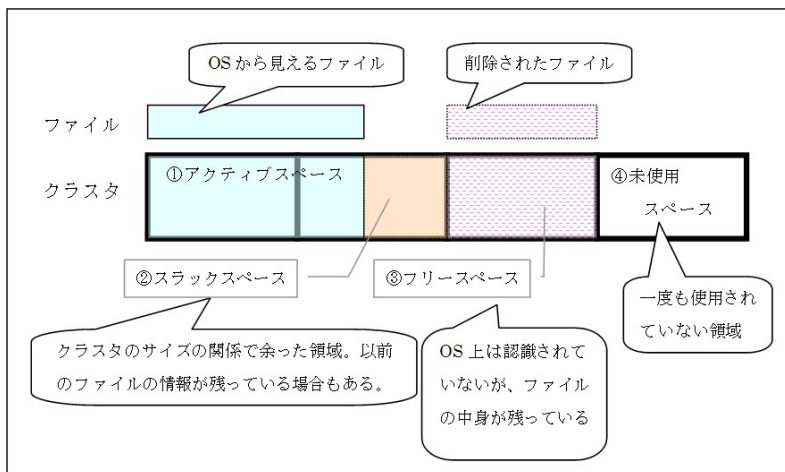 OSから見えるファイル
削除されたファイル
ファイル
クラスタ
①アクティブスペース
④未使用
スペース
②スラックスペース
③フリースペース
一度も使用され
ていない領域
クラスタのサイズの関係で余った領域。以前
のファイルの情報が残っている場合もある。
OS上は認識されて
いないが、ファイル
の中身が残っている